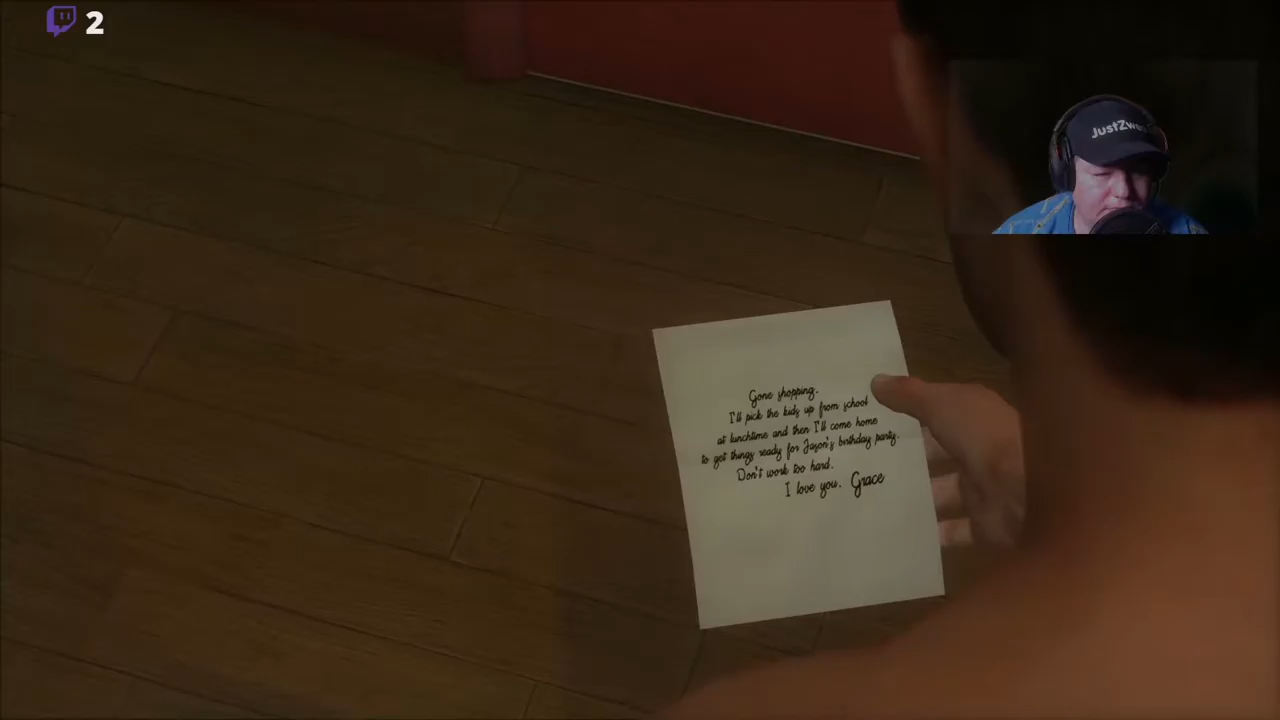 2
JustZw
Gone shopping.
I'll pick the kids up from school
at lunchtime and then I'll come home
to get things ready for Jason's birthday party.
Don't work too hard.
I love you. Grace